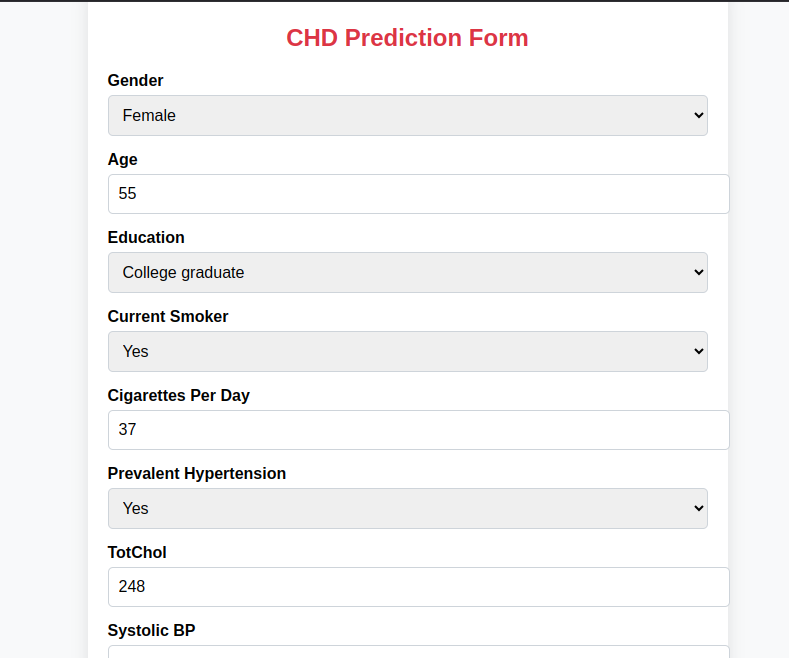 CHD Prediction Form
Gender
Female
Age
55
Education
College graduate
Current Smoker
Yes
Cigarettes Per Day
37
Prevalent Hypertension
Yes
TotChol
248
Systolic BP